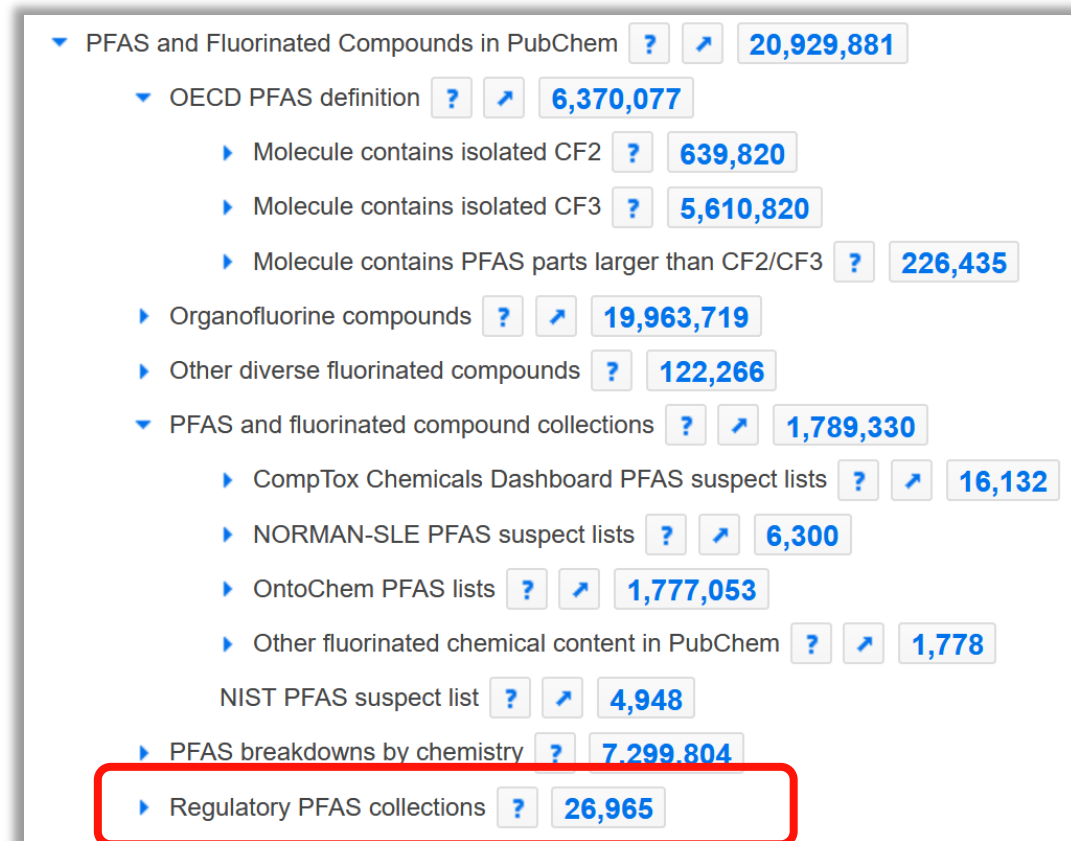 PFAS and Fluorinated Compounds in PubChem ? 20,929,881
OECD PFAS definition ? 6,370,077
Molecule contains isolated CF2 ? 639,820
Molecule contains isolated CF3 ? 5,610,820
Molecule contains PFAS parts larger than CF2/CF3 ? 226,435
Organofluorine compounds ? 19,963,719
Other diverse fluorinated compounds ? 122,266
PFAS and fluorinated compound collections ? 1,789,330
CompTox Chemicals Dashboard PFAS suspect lists ? 16,132
NORMAN-SLE PFAS suspect lists ? 6,300
OntoChem PFAS lists ? 1,777,053
Other fluorinated chemical content in PubChem ? 1,778
NIST PFAS suspect list ? 4,948
PFAS breakdowns by chemistry ? 7,299,804
Regulatory PFAS collections ? 26,965